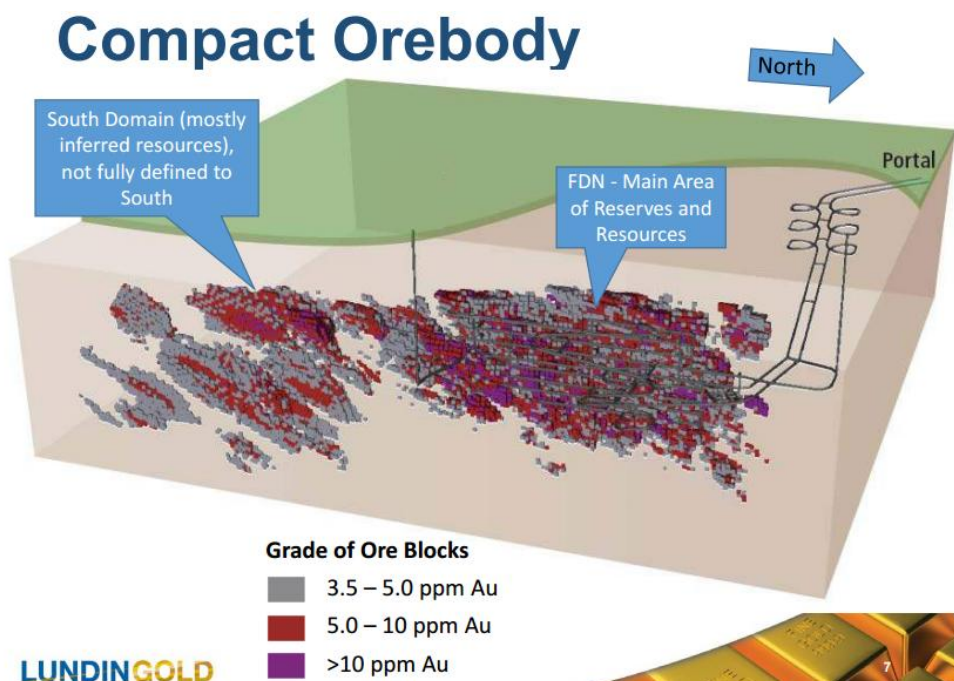 Compact Orebody
North
South Domain (mostly
inferred resources),
not fully defined to
South
FDN - Main Area
of Reserves and
Resources
Portal
Grade of Ore Blocks
3.5 – 5.0 ppm Au
5.0 – 10 ppm Au
>10 ppm Au
LUNDINGOLD
7